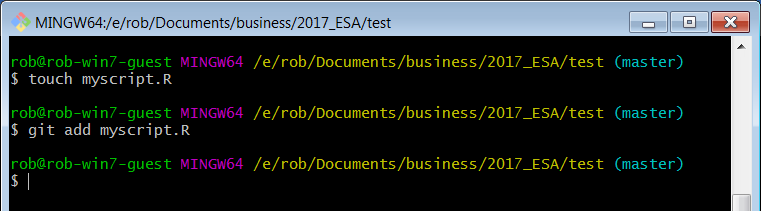 MINGW64:/e/rob/Documents/business/2017_ESA/test
rob@rob-win7-guest MINGW64 /e/rob/Documents/business/2017_ESA/test (master)
$ touch myscript.R
rob@rob-win7-guest MINGW64 /e/rob/Documents/business/2017_ESA/test (master)
$ git add myscript.R
rob@rob-win7-guest MINGW64 /e/rob/Documents/business/2017_ESA/test (master)
$